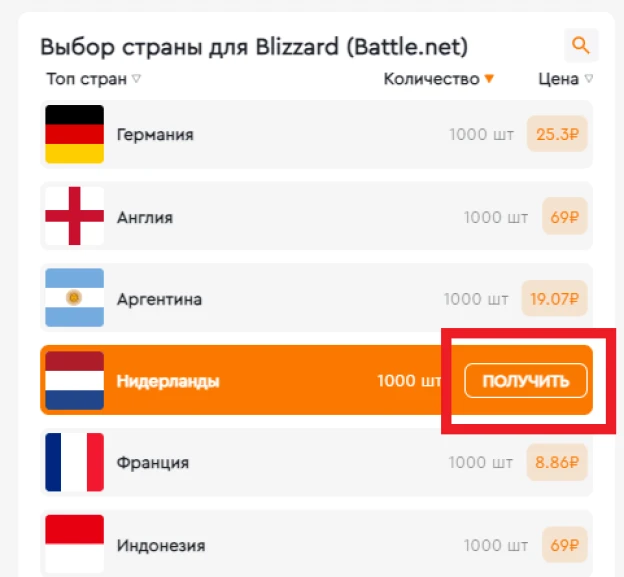 Выбор страны для Blizzard (Battle.net)
Топ стран Количество Цена
Германия 1000 шт 25.3₽
Англия 1000 шт 69₽
Аргентина 1000 шт 19.07₽
Нидерланды 1000 шт ПОЛУЧИТЬ
Франция 1000 шт 8.86₽
Индонезия 1000 шт 69₽